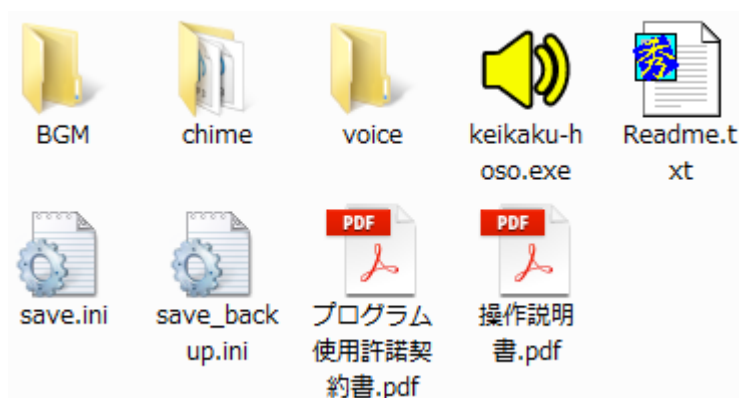 BGM
chime
voice
keikaku-h
oso.exe
秀
Readme.t
xt
save.ini
save_back
up.ini
PDF
プログラム
使用許諾契
約書.pdf
PDF
操作説明
書.pdf